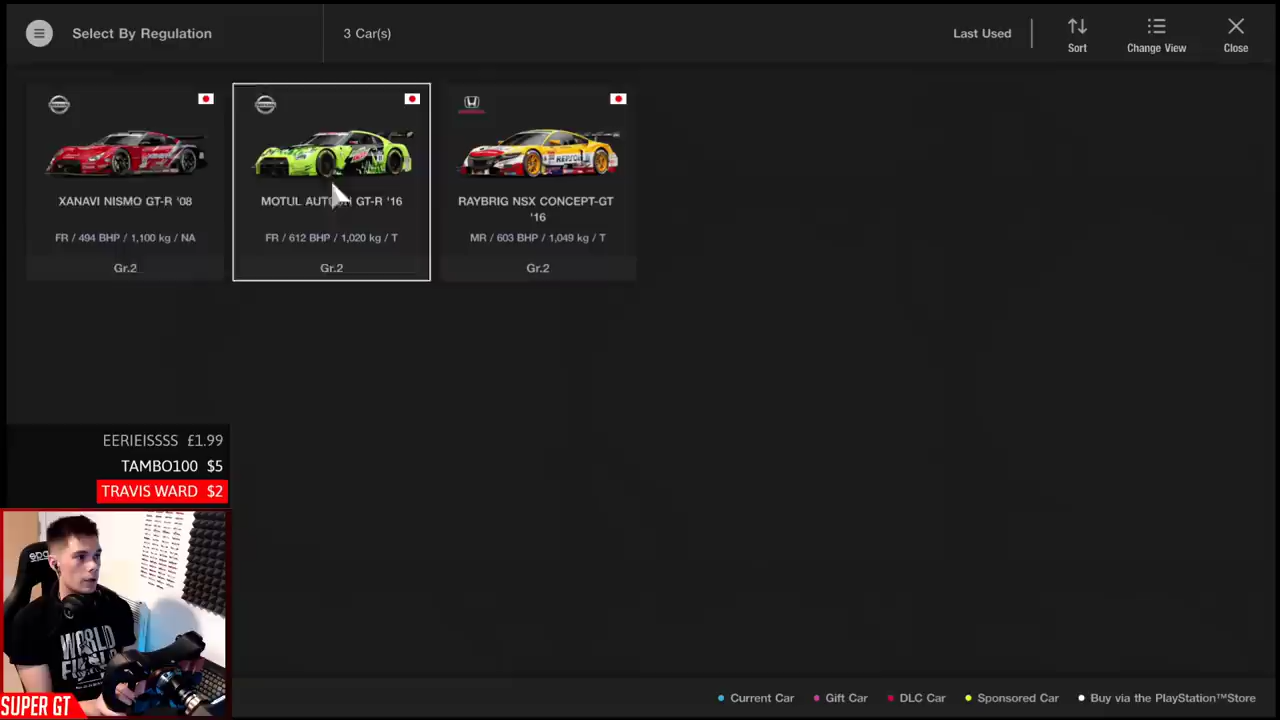 Select By Regulation
3 Car(s)
Last Used
Sort
Change View
Close
XANAVI NISMO GT-R '08
FR / 494 BHP / 1,100 kg / NA
Gr.2
MOTUL GT-R '16
FR / 612 BHP / 1,020 kg / T
Gr.2
RAYBRIG NSX CONCEPT-GT
'16
MR / 603 BHP / 1,049 kg / T
Gr.2
EERIEISSSS £1.99
TAMBO100 $5
TRAVIS WARD $2
WORLD
SUPER GT
Current Car
Gift Car
DLC Car
Sponsored Car
Buy via the PlayStation™Store